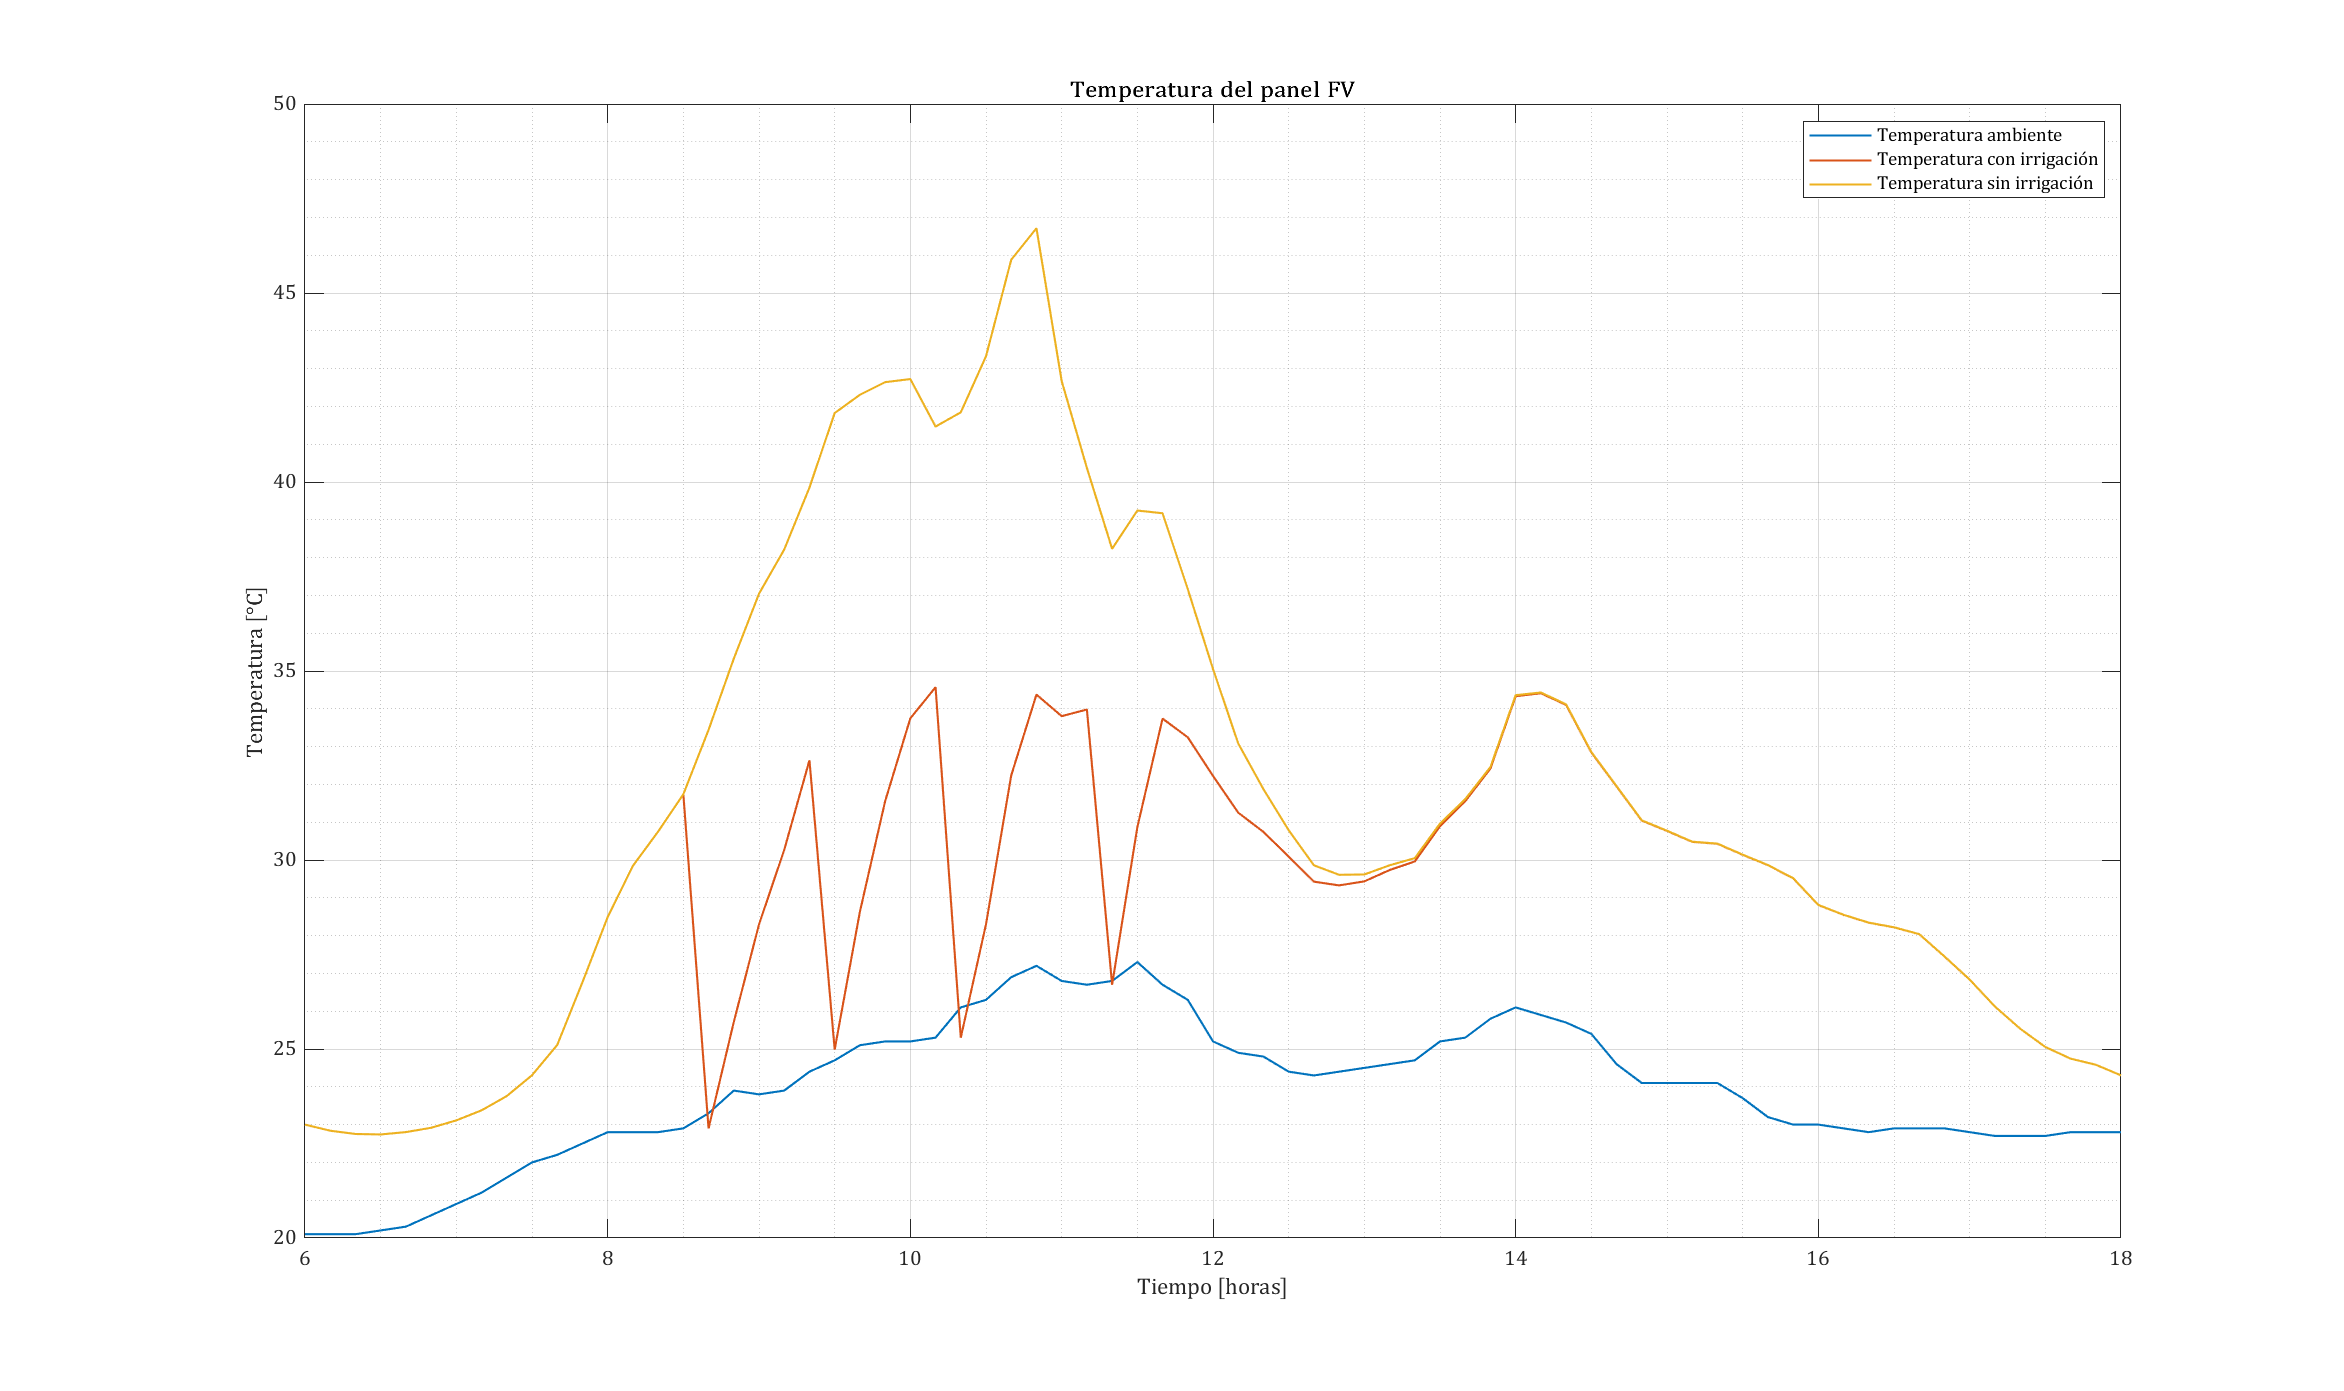 Temperatura del panel FV
Temperatura ambiente
Temperatura con irrigación
Temperatura sin irrigación
50
45
40
35
30
25
20
Temperatura [°C]
6 8 10 12 14 16 18
Tiempo [horas]